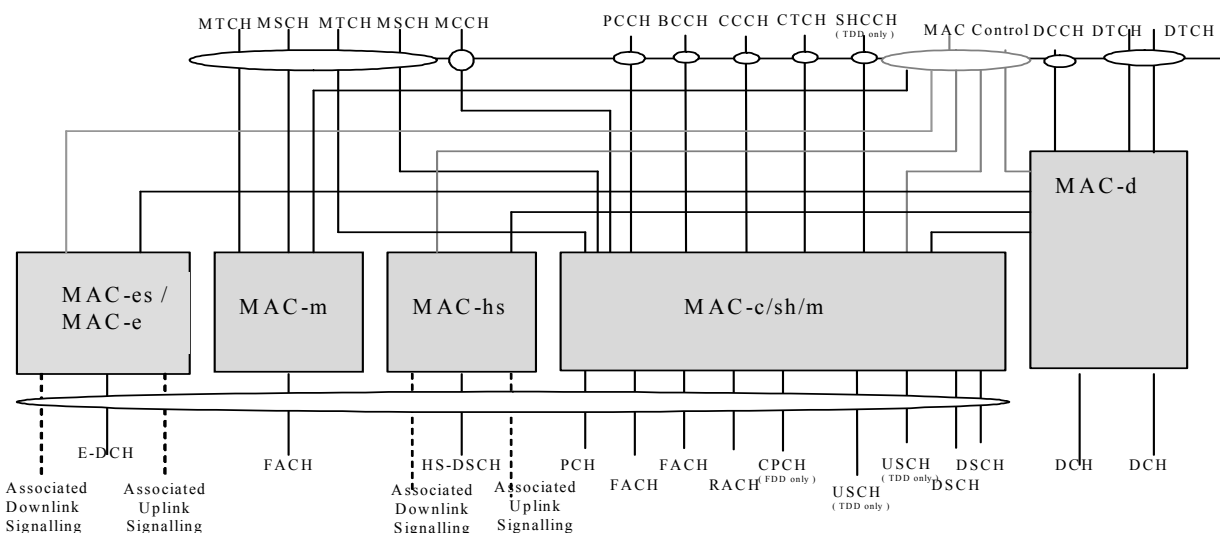 MTCH MSCH MTCH MSCH MCCH PCCH BCCH CCCH CTCH SHCCH MAC Control DCCH DTCH DTCH
( TDD only )
MAC-d
MAC-es /
MAC-e
MAC-m
MAC-hs
MAC-c/sh/m
E-DCH
FACH
HS-DSCH
PCH
FACH
FACH
RACH
CPCH
( FDD only )
USCH
( TDD only )
USCH
( TDD only )
DSCH
DSCH
DCH
DCH
Associated
Downlink
Signalling
Associated
Uplink
Signalling
Associated
Downlink
Signalling
Associated
Uplink
Signalling